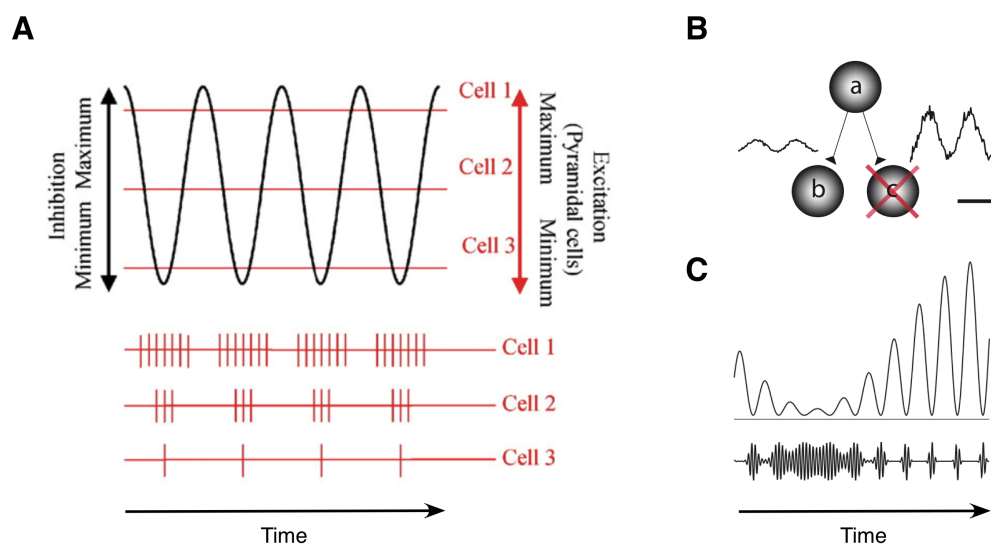 A
Cell 1
Cell 2
Cell 3
Inhibition
Minimum Maximum
Maximum Minimum
(Pyramidal cells)
Excitation
Cell 1
Cell 2
Cell 3
Time
B
a
b
c
C
Time